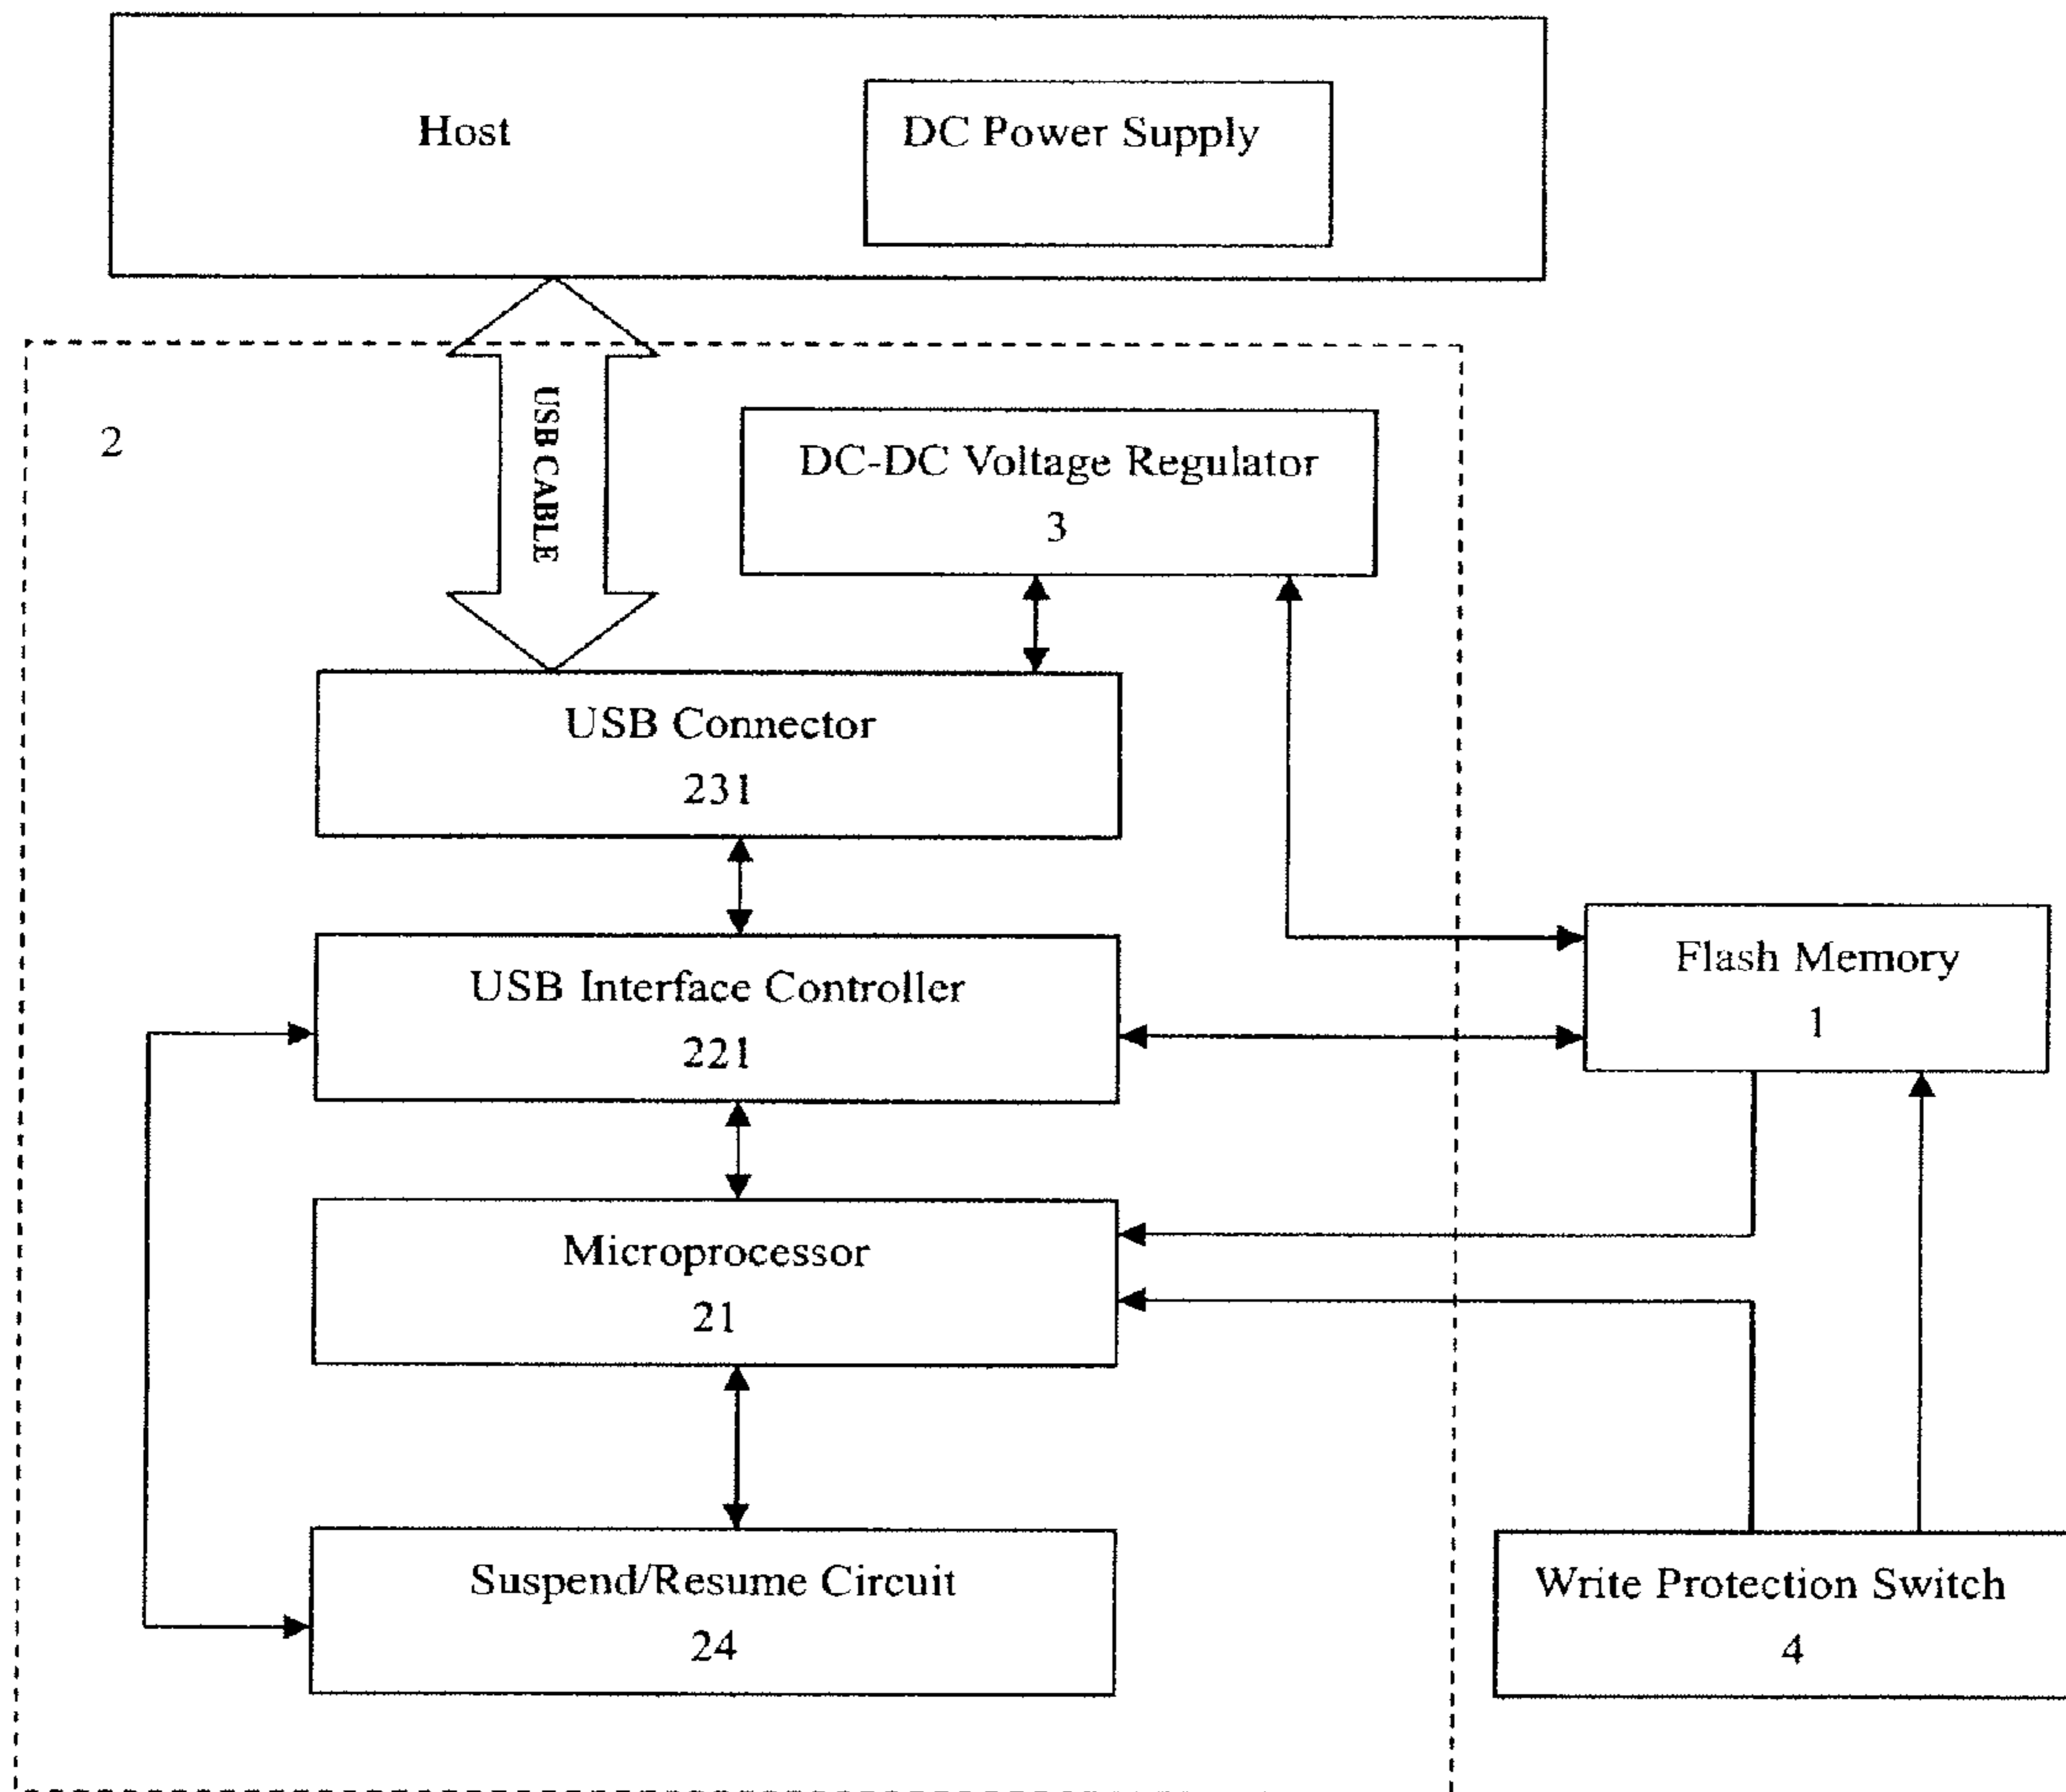 Host
DC Power Supply
2
USB CABLE
DC-DC Voltage Regulator
3
USB Connector
231
USB Interface Controller
221
Flash Memory
1
Microprocessor
21
Suspend/Resume Circuit
24
Write Protection Switch
4